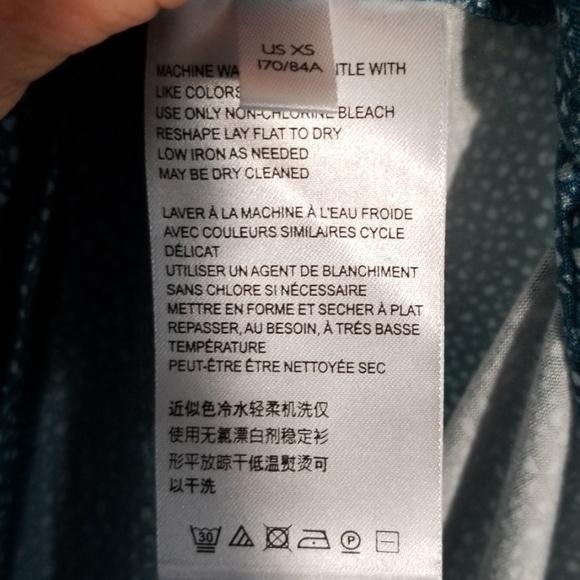 US XS
170/84A
MACHINE WA TLE WITH
LIKE COLORS
USE ONLY NON-CHLORINE BLEACH
RESHAPE LAY FLAT TO DRY
LOW IRON AS NEEDED
MAY BE DRY CLEANED
LAVER À LA MACHINE À L'EAU FROIDE
AVEC COULEURS SIMILAIRES CYCLE
DÉLICAT
UTILISER UN AGENT DE BLANCHIMENT
SANS CHLORE SI NÉCESSAIRE
METTRE EN FORME ET SECHER À PLAT
REPASSER, AU BESOIN, À TRÉS BASSE
TEMPÉRATURE
PEUT-ÊTRE ÊTRE NETTOYÉE SEC
近似色冷水轻柔机洗仅
使用无氯漂白剂稳定衫
形平放晾干低温熨烫可
以干洗
30 P